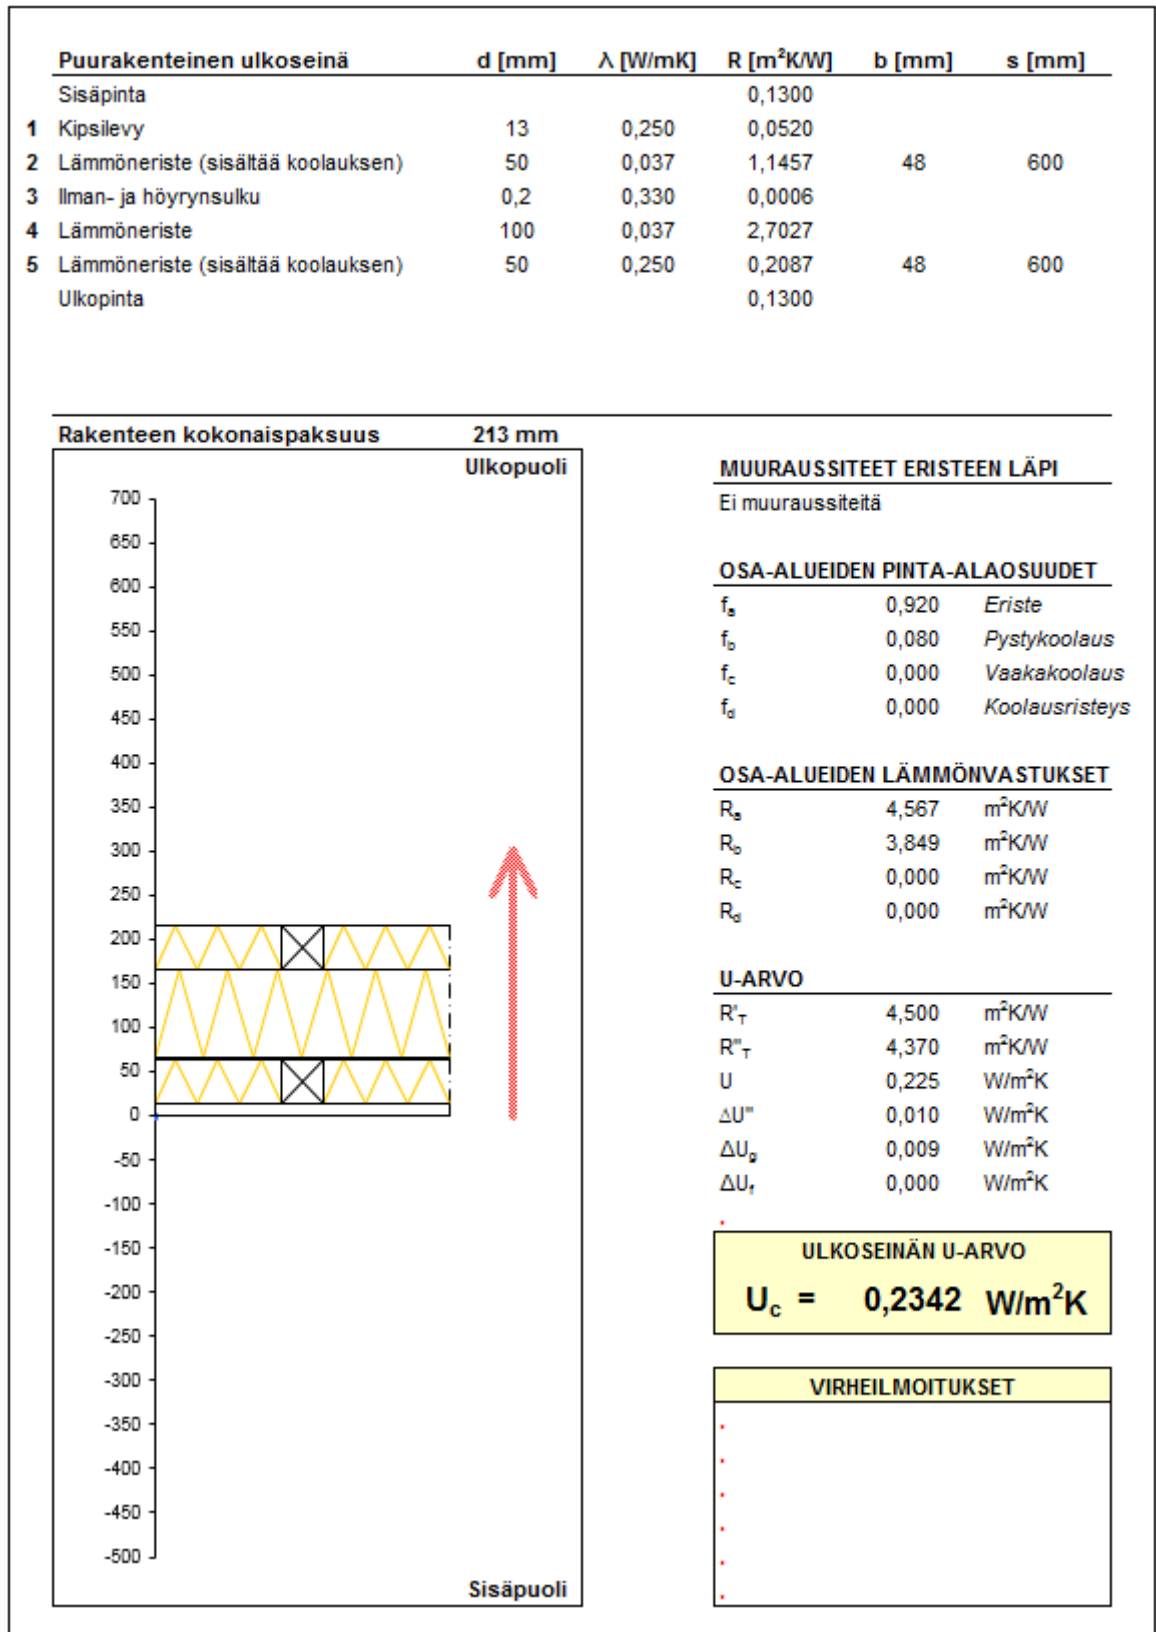 Puurakenteinen ulkoseinä d [mm] λ [W/mK] R [m²K/W] b [mm] s [mm]
Sisäpinta 0,1300
1 Kipsilevy 13 0,250 0,0520
2 Lämmöneriste (sisältää koolauksen) 50 0,037 1,1457 48 600
3 Ilman- ja höyrynsulku 0,2 0,330 0,0006
4 Lämmöneriste 100 0,037 2,7027
5 Lämmöneriste (sisältää koolauksen) 50 0,250 0,2087 48 600
Ulkopinta 0,1300
Rakenteen kokonaispaksuus 213 mm
Ulkopuoli
700
650
600
550
500
450
400
350
300
250
200
150
100
50
0
-50
-100
-150
-200
-250
-300
-350
-400
-450
-500
Sisäpuoli
MUURAUSSITEET ERISTEEN LÄPI
Ei muuraussiteitä
OSA-ALUEIDEN PINTA-ALAOSUUDET
fa 0,920 Eriste
fb 0,080 Pystykoolaus
fc 0,000 Vaakakoolaus
fd 0,000 Koolausristeys
OSA-ALUEIDEN LÄMMÖNVASTUKSET
Ra 4,567 m²K/W
Rb 3,849 m²K/W
Rc 0,000 m²K/W
Rd 0,000 m²K/W
U-ARVO
R'T 4,500 m²K/W
R"T 4,370 m²K/W
U 0,225 W/m²K
ΔU" 0,010 W/m²K
ΔUg 0,009 W/m²K
ΔUf 0,000 W/m²K
ULKOSEINÄN U-ARVO
Uc = 0,2342 W/m²K
VIRHEILMOITUKSET